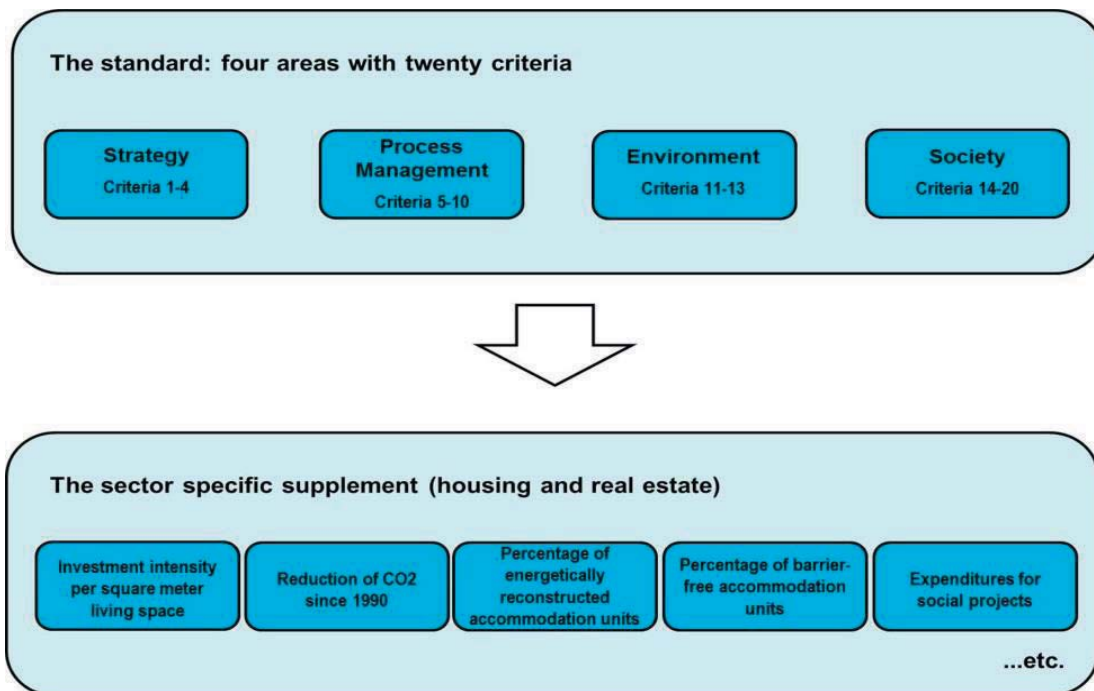 The standard: four areas with twenty criteria
Strategy
Criteria 1-4
Process
Management
Criteria 5-10
Environment
Criteria 11-13
Society
Criteria 14-20
The sector specific supplement (housing and real estate)
Investment intensity
per square meter
living space
Reduction of CO2
since 1990
Percentage of
energetically
reconstructed
accommodation units
Percentage of barrier-
free accommodation
units
Expenditures for
social projects
...etc.